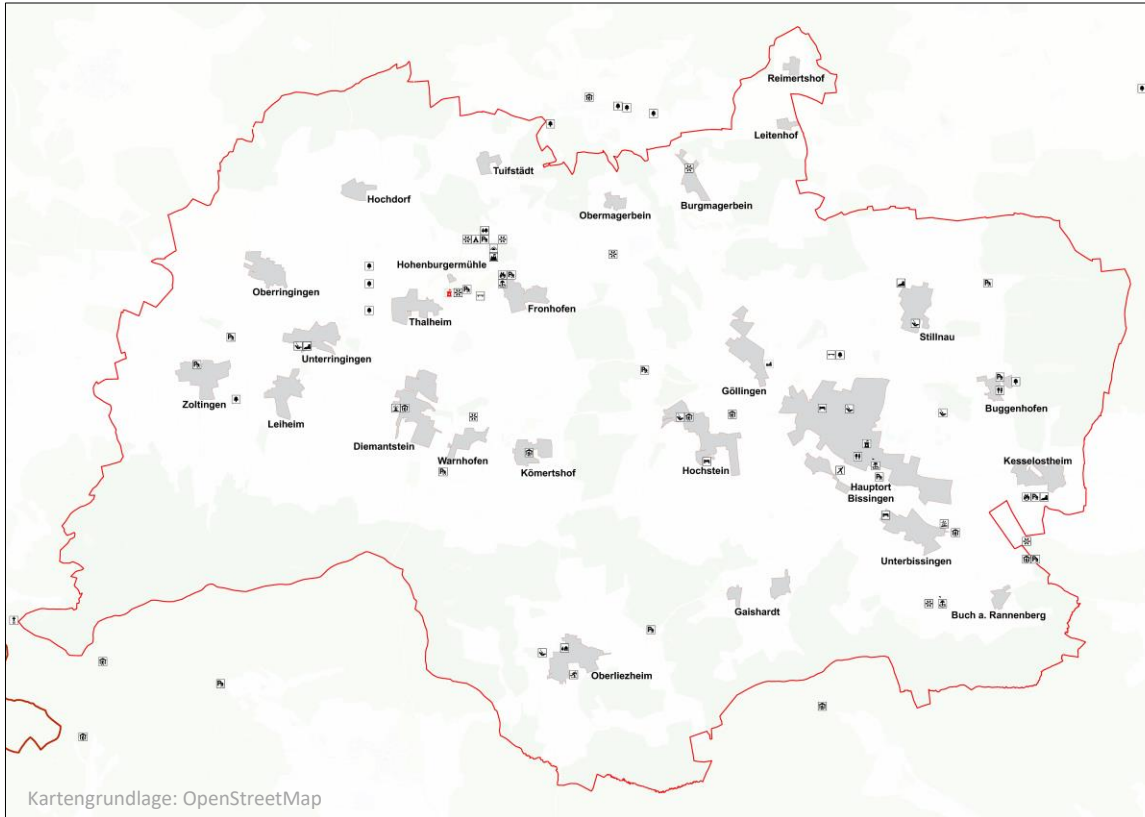 Reimertshof
Leitenhof
Tuifstädt
Hochdorf
Obermagerbein
Burgmagerbein
Hohenburgermühle
Oberringingen
Fronhofen
Thalheim
Stillnau
Unterringingen
Göllingen
Zoltingen
Leiheim
Buggenhofen
Diemantstein
Warnhofen
Kömertshof
Hochstein
Kesselostheim
Hauptort
Bissingen
Unterbissingen
Gaishardt
Buch a. Rannenberg
Oberliezheim
Kartengrundlage: OpenStreetMap